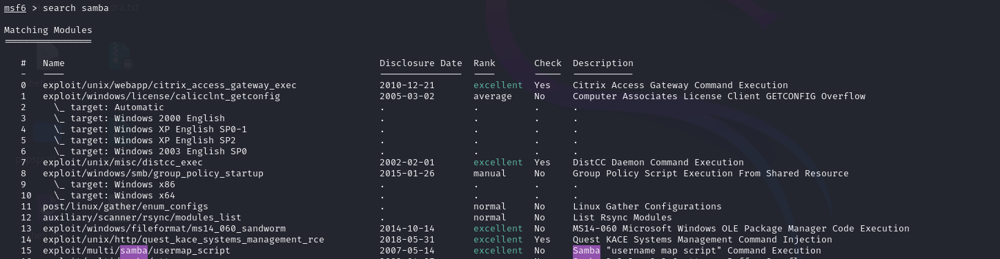 msf6 > search samba
Matching Modules
================
# Name Disclosure Date Rank Check Description
- ---- --------------- ---- ----- -----------
0 exploit/unix/webapp/citrix_access_gateway_exec 2010-12-21 excellent Yes Citrix Access Gateway Command Execution
1 exploit/windows/license/calicclnt_getconfig 2005-03-02 average No Computer Associates License Client GETCONFIG Overflow
2 \_ target: Automatic . . . .
3 \_ target: Windows 2000 English . . . .
4 \_ target: Windows XP English SP0-1 . . . .
5 \_ target: Windows XP English SP2 . . . .
6 \_ target: Windows 2003 English SP0 . . . .
7 exploit/unix/misc/distcc_exec 2002-02-01 excellent Yes DistCC Daemon Command Execution
8 exploit/windows/smb/group_policy_startup 2015-01-26 manual No Group Policy Script Execution From Shared Resource
9 \_ target: Windows x86 . . . .
10 \_ target: Windows x64 . . . .
11 post/linux/gather/enum_configs . normal No Linux Gather Configurations
12 auxiliary/scanner/rsync/modules_list . normal No List Rsync Modules
13 exploit/windows/fileformat/ms14_060_sandworm 2014-10-14 excellent No MS14-060 Microsoft Windows OLE Package Manager Code Execution
14 exploit/unix/http/quest_kace_systems_management_rce 2018-05-31 excellent Yes Quest KACE Systems Management Command Injection
15 exploit/multi/samba/usermap_script 2007-05-14 excellent No Samba "username map script" Command Execution